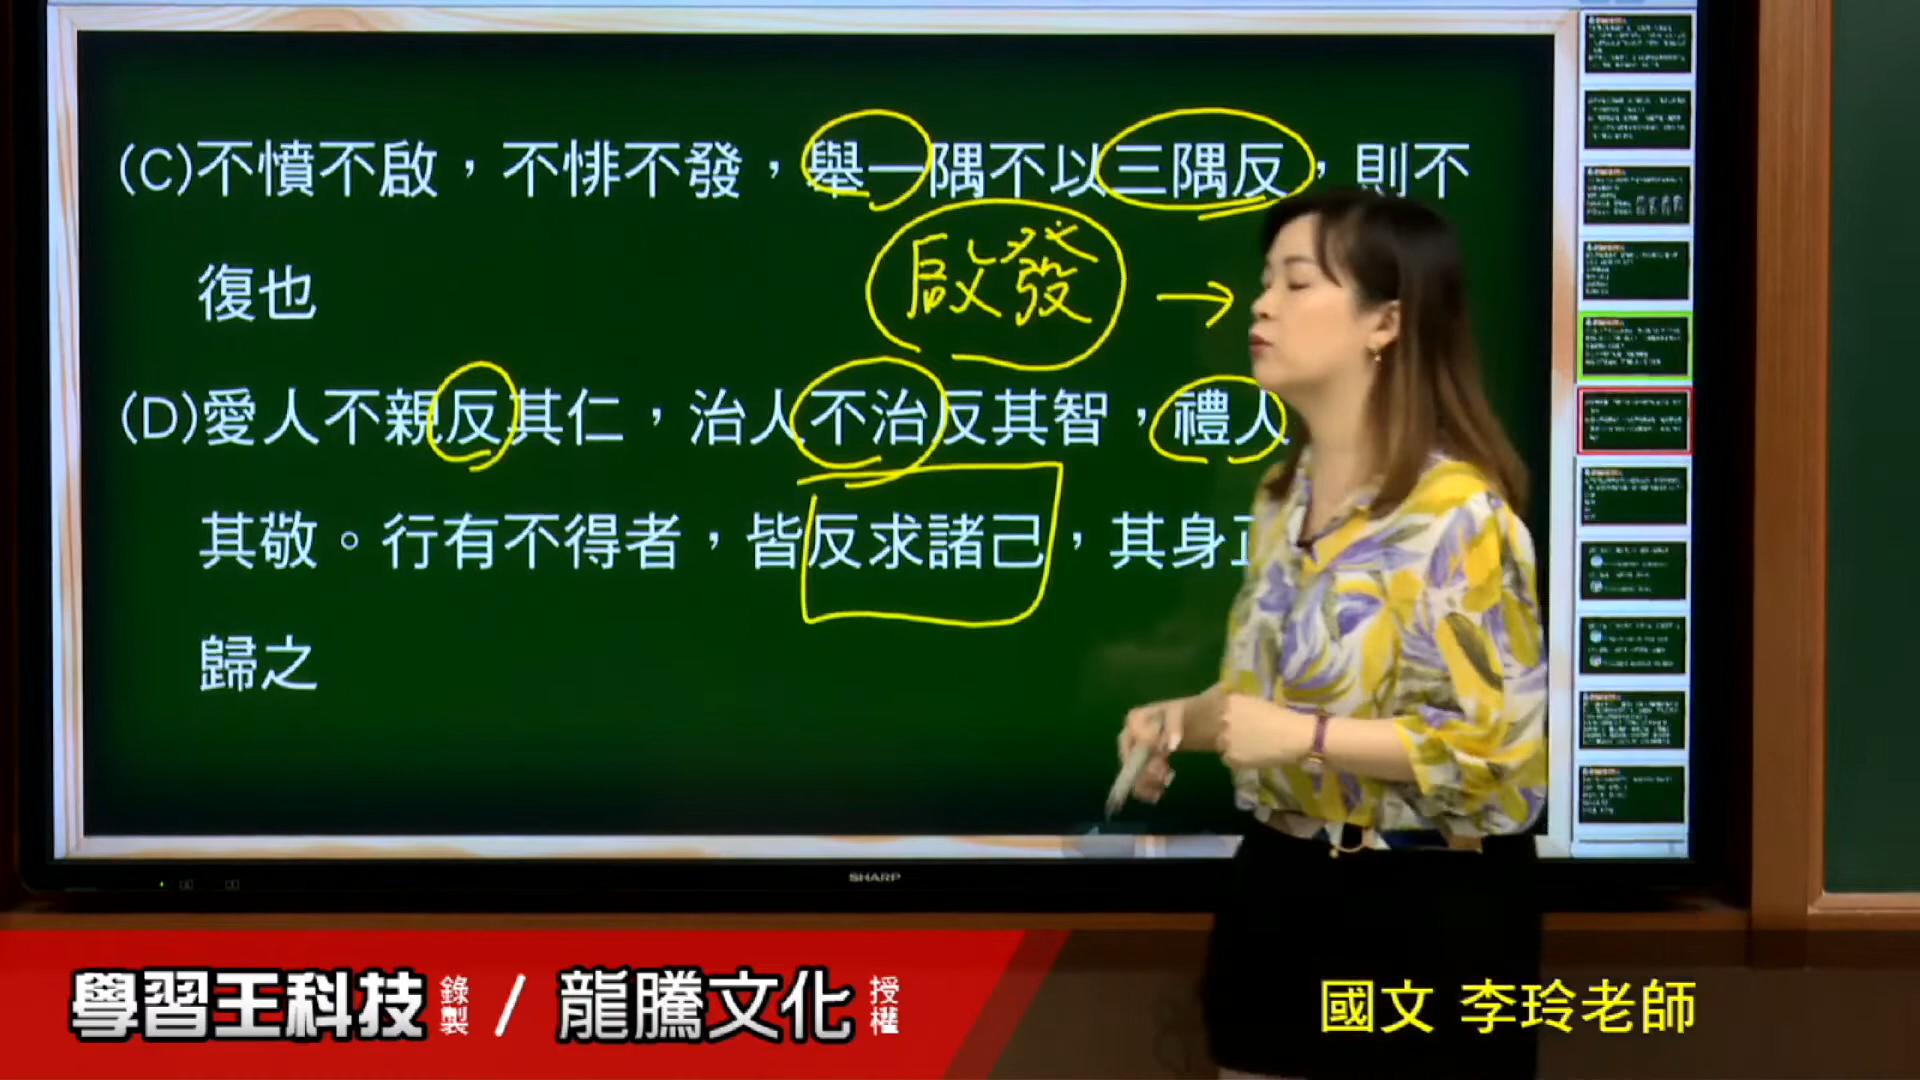 (C)不憤不啟，不悱不發，舉一隅不以三隅反，則不
復也
啟發→
(D)愛人不親反其仁，治人不治反其智，禮人
其敬。行有不得者，皆反求諸己，其身正
歸之
SHARP
學習王科技 錄製 / 龍騰文化 授權
國文 李玲老師